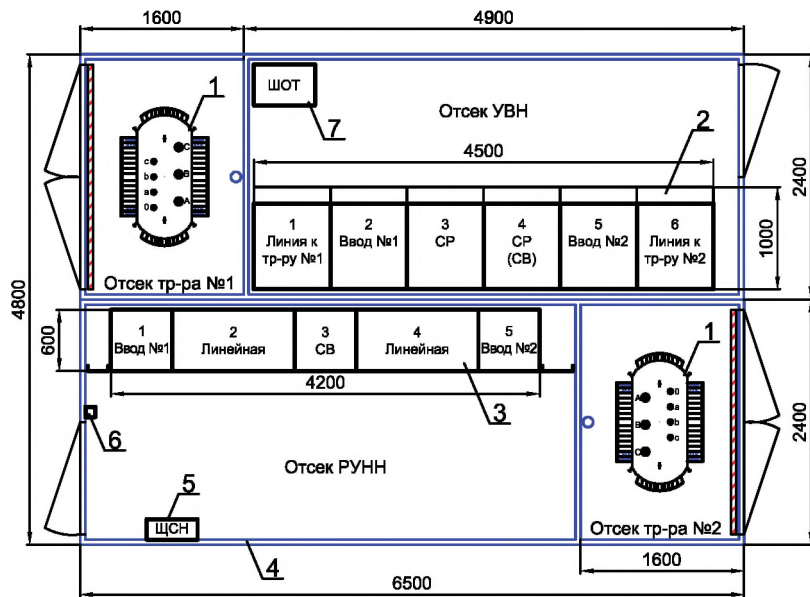 1600
4900
1
ШОТ
7
Отсек УВН
2
4500
C
B
A
c
b
a
0
1
Линия к
тр-ру №1
2
Ввод №1
3
СР
4
СР
(СВ)
5
Ввод №2
6
Линия к
тр-ру №2
1000
2400
4800
Отсек тр-ра №1
600
1
Ввод №1
2
Линейная
3
СВ
4
Линейная
5
Ввод №2
4200
3
1
6
A
B
C
0
a
b
c
2400
Отсек РУНН
5
ЩСН
4
Отсек тр-ра №2
1600
6500